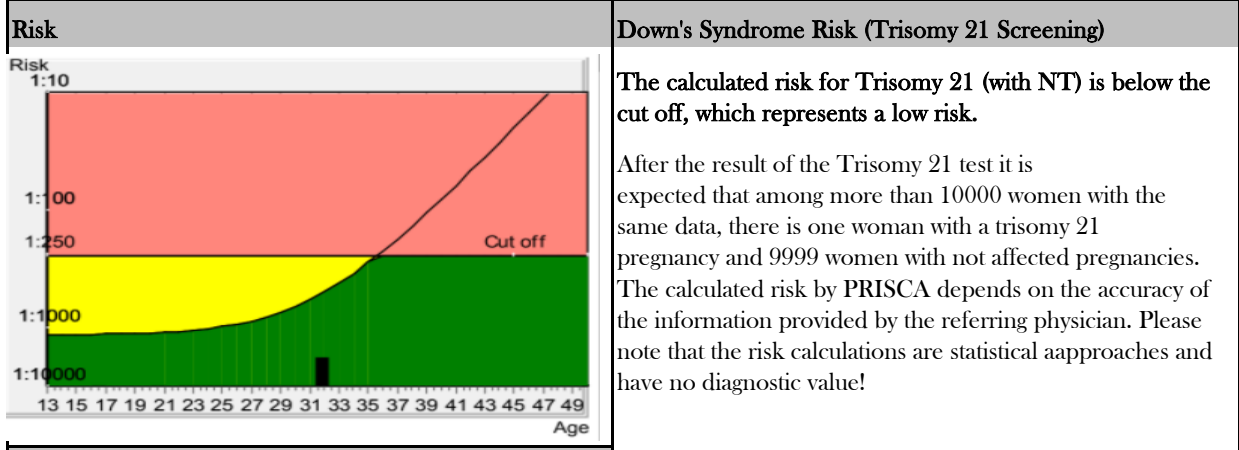 Risk
Down's Syndrome Risk (Trisomy 21 Screening)
Risk
1:10
1:100
1:250
Cut off
1:1000
1:10000
13 15 17 19 21 23 25 27 29 31 33 35 37 39 41 43 45 47 49
Age
The calculated risk for Trisomy 21 (with NT) is below the
cut off, which represents a low risk.
After the result of the Trisomy 21 test it is
expected that among more than 10000 women with the
same data, there is one woman with a trisomy 21
pregnancy and 9999 women with not affected pregnancies.
The calculated risk by PRISCA depends on the accuracy of
the information provided by the referring physician. Please
note that the risk calculations are statistical aapproaches and
have no diagnostic value!